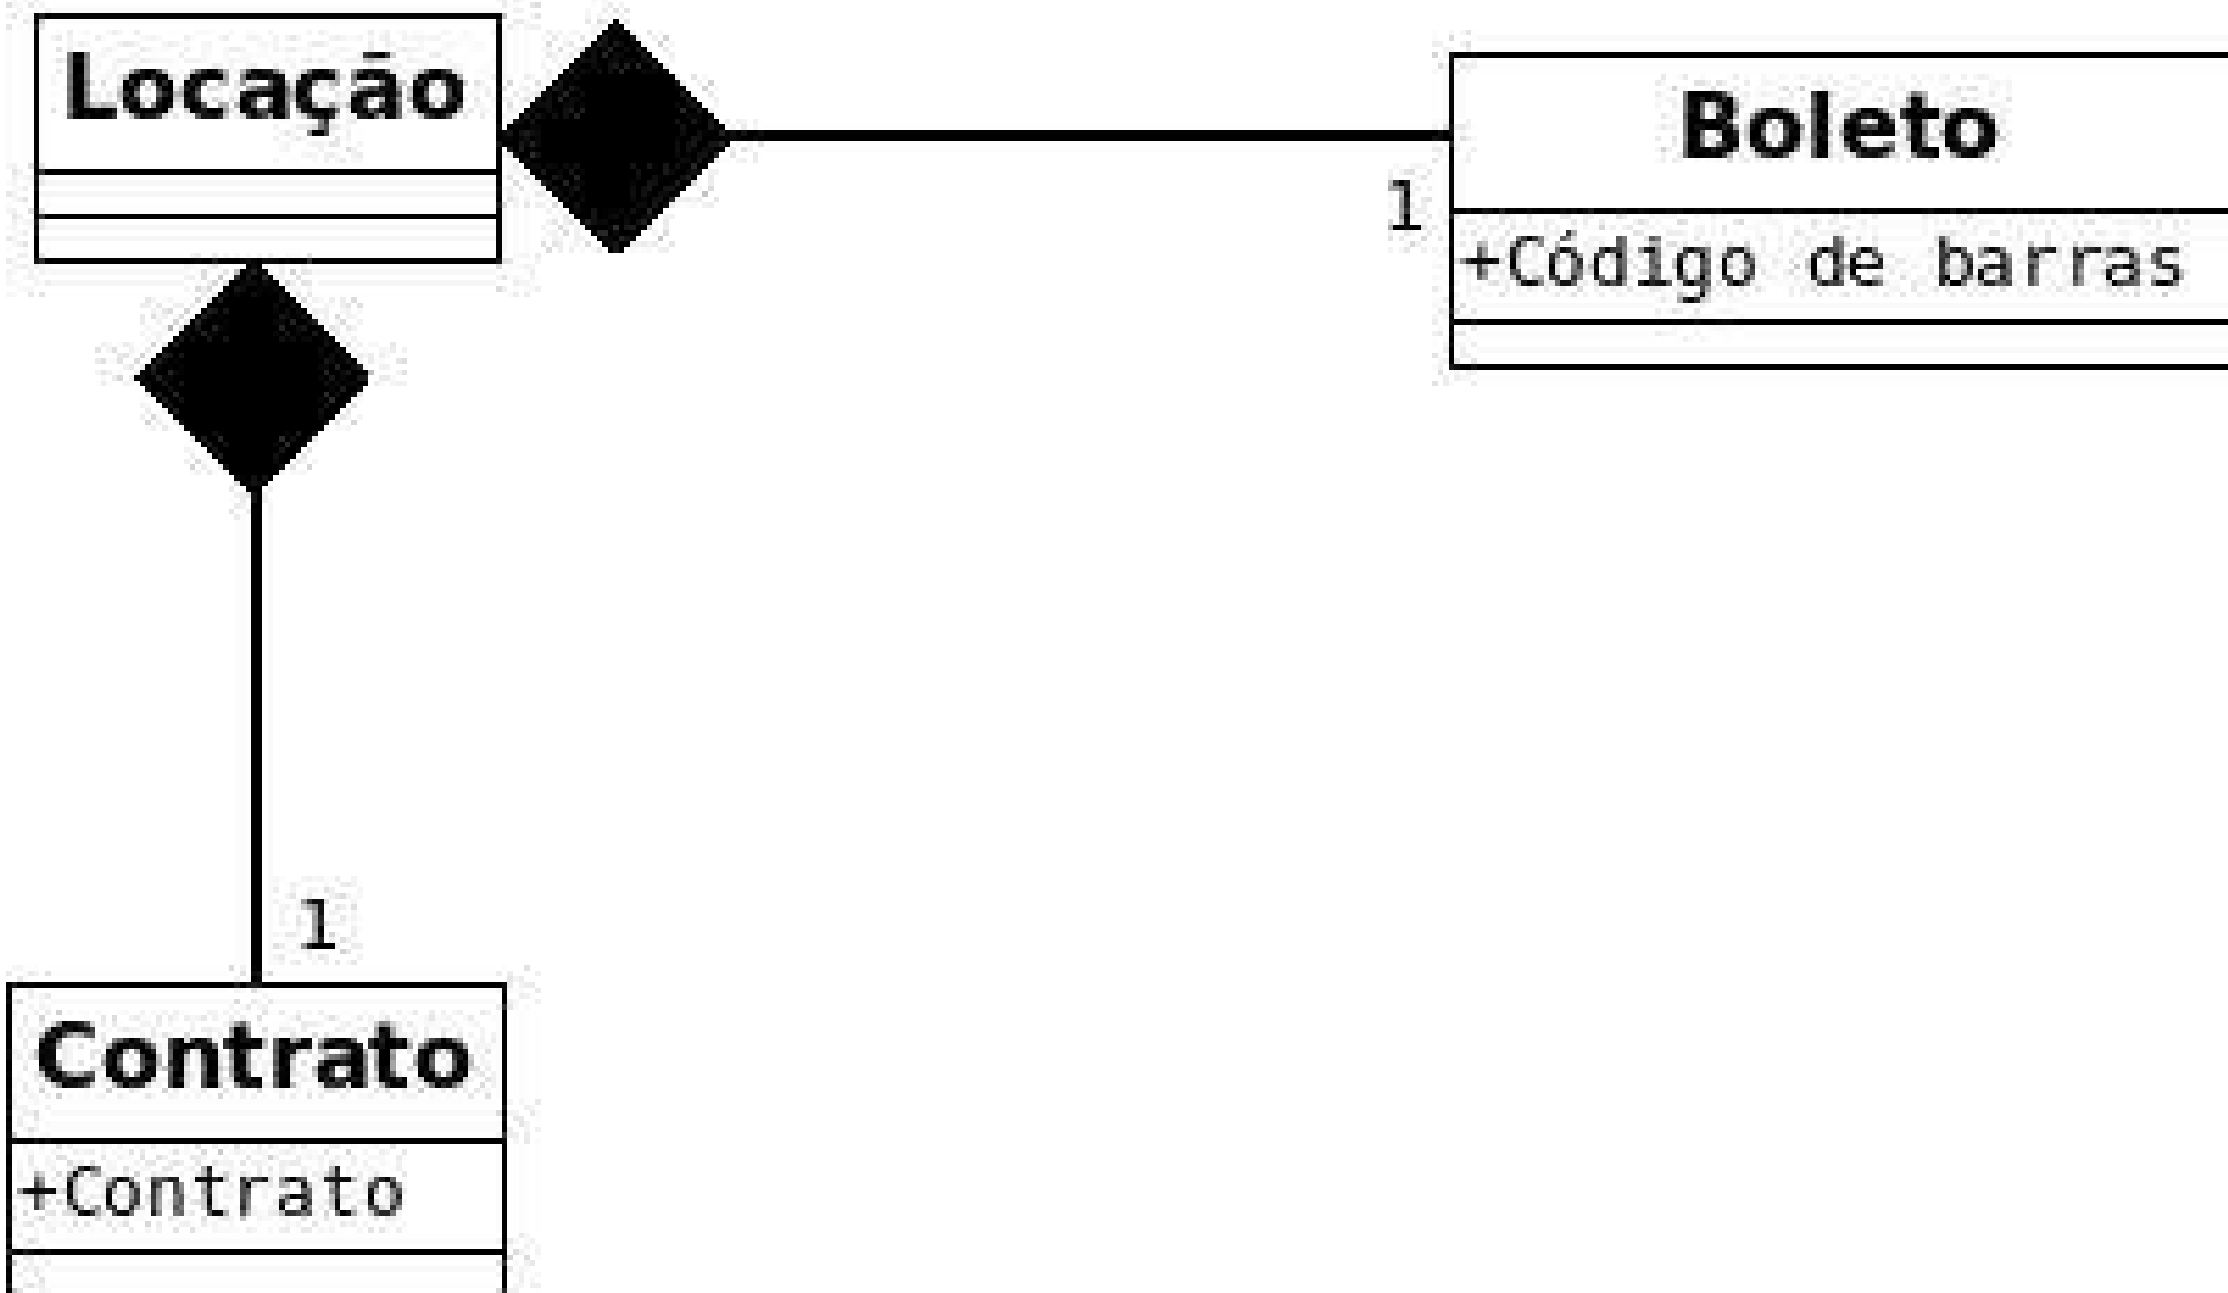 Locação
Boleto
1
+Código de barras
1
Contrato
+Contrato